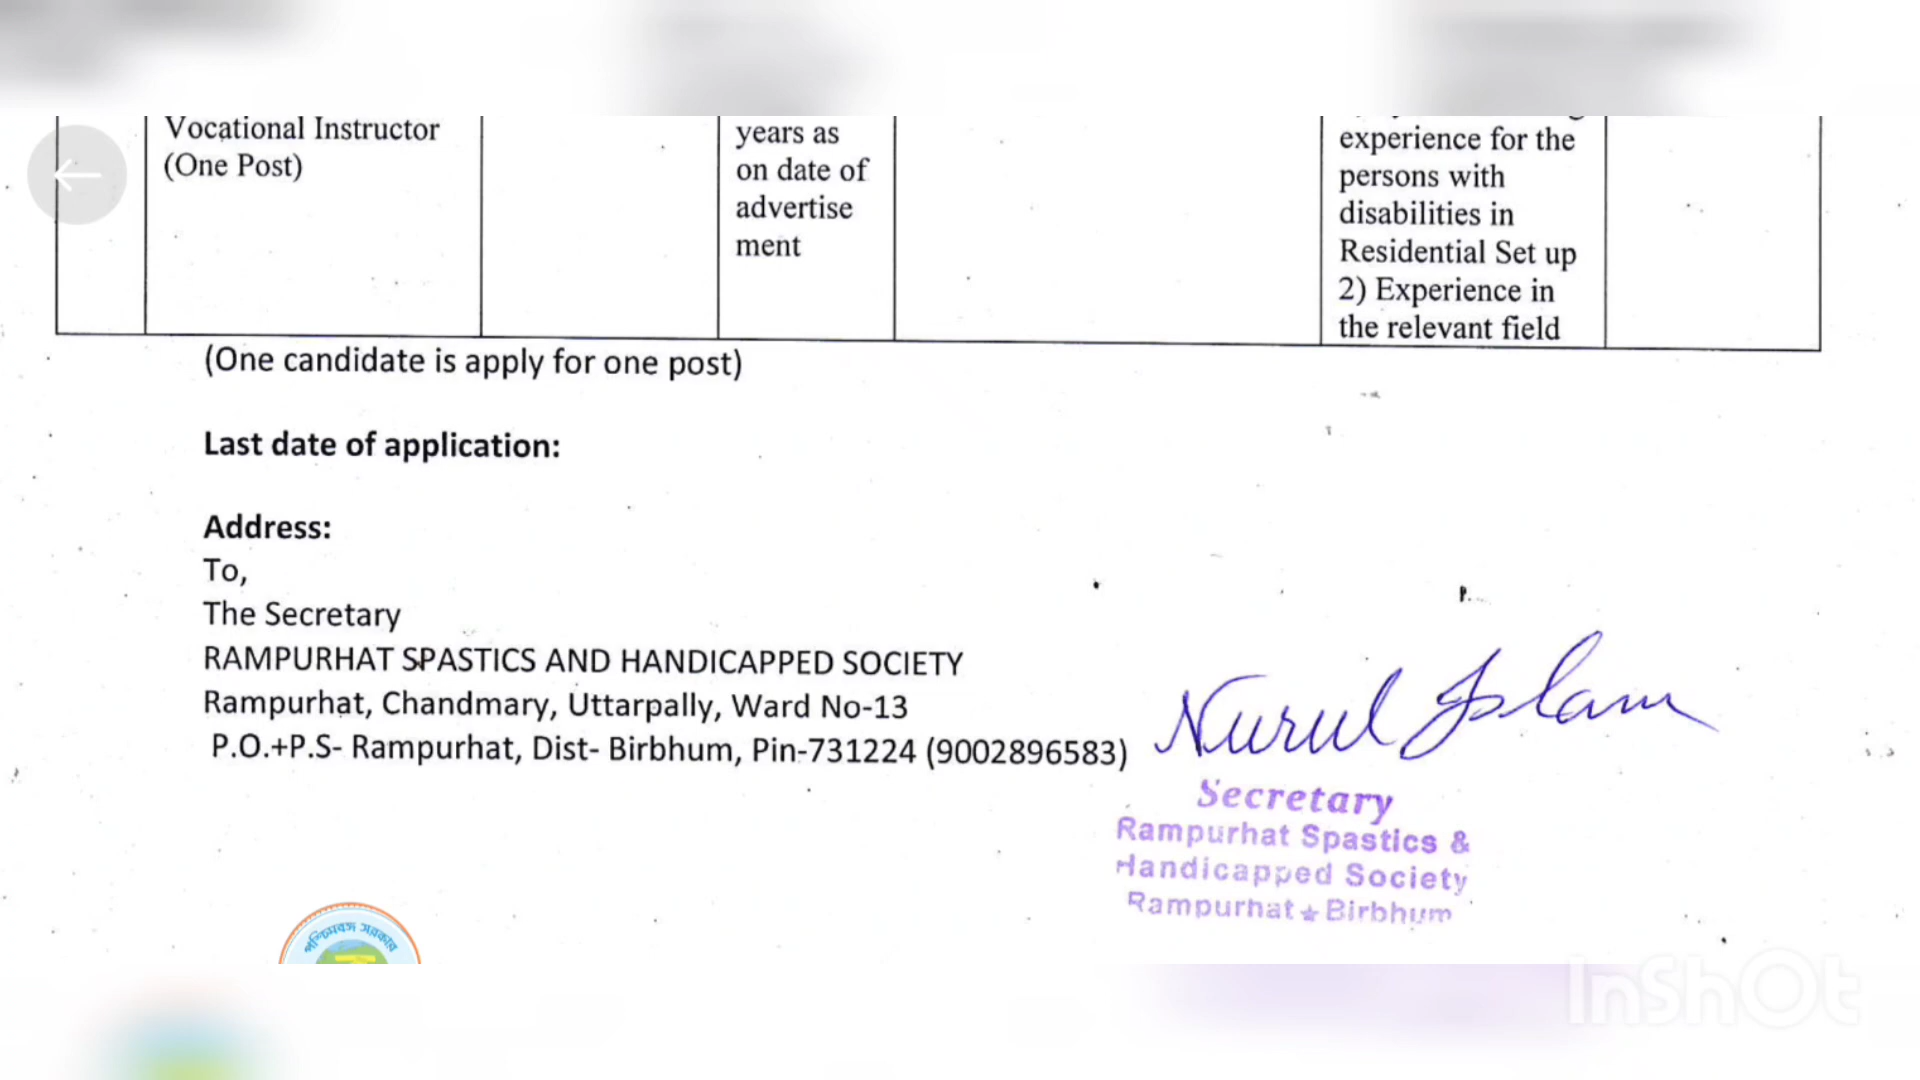 Vocational Instructor
(One Post)
years as
on date of
advertise
ment
experience for the
persons with
disabilities in
Residential Set up
2) Experience in
the relevant field
(One candidate is apply for one post)
Last date of application:
Address:
To,
The Secretary
RAMPURHAT SPASTICS AND HANDICAPPED SOCIETY
Rampurhat, Chandmary, Uttarpally, Ward No-13
P.O.+P.S- Rampurhat, Dist- Birbhum, Pin-731224 (9002896583)
Nurul Islam
Secretary
Rampurhat Spastics &
Handicapped Society
Rampurhat ★ Birbhum
পশ্চিমবঙ্গ সরকার
InShOt